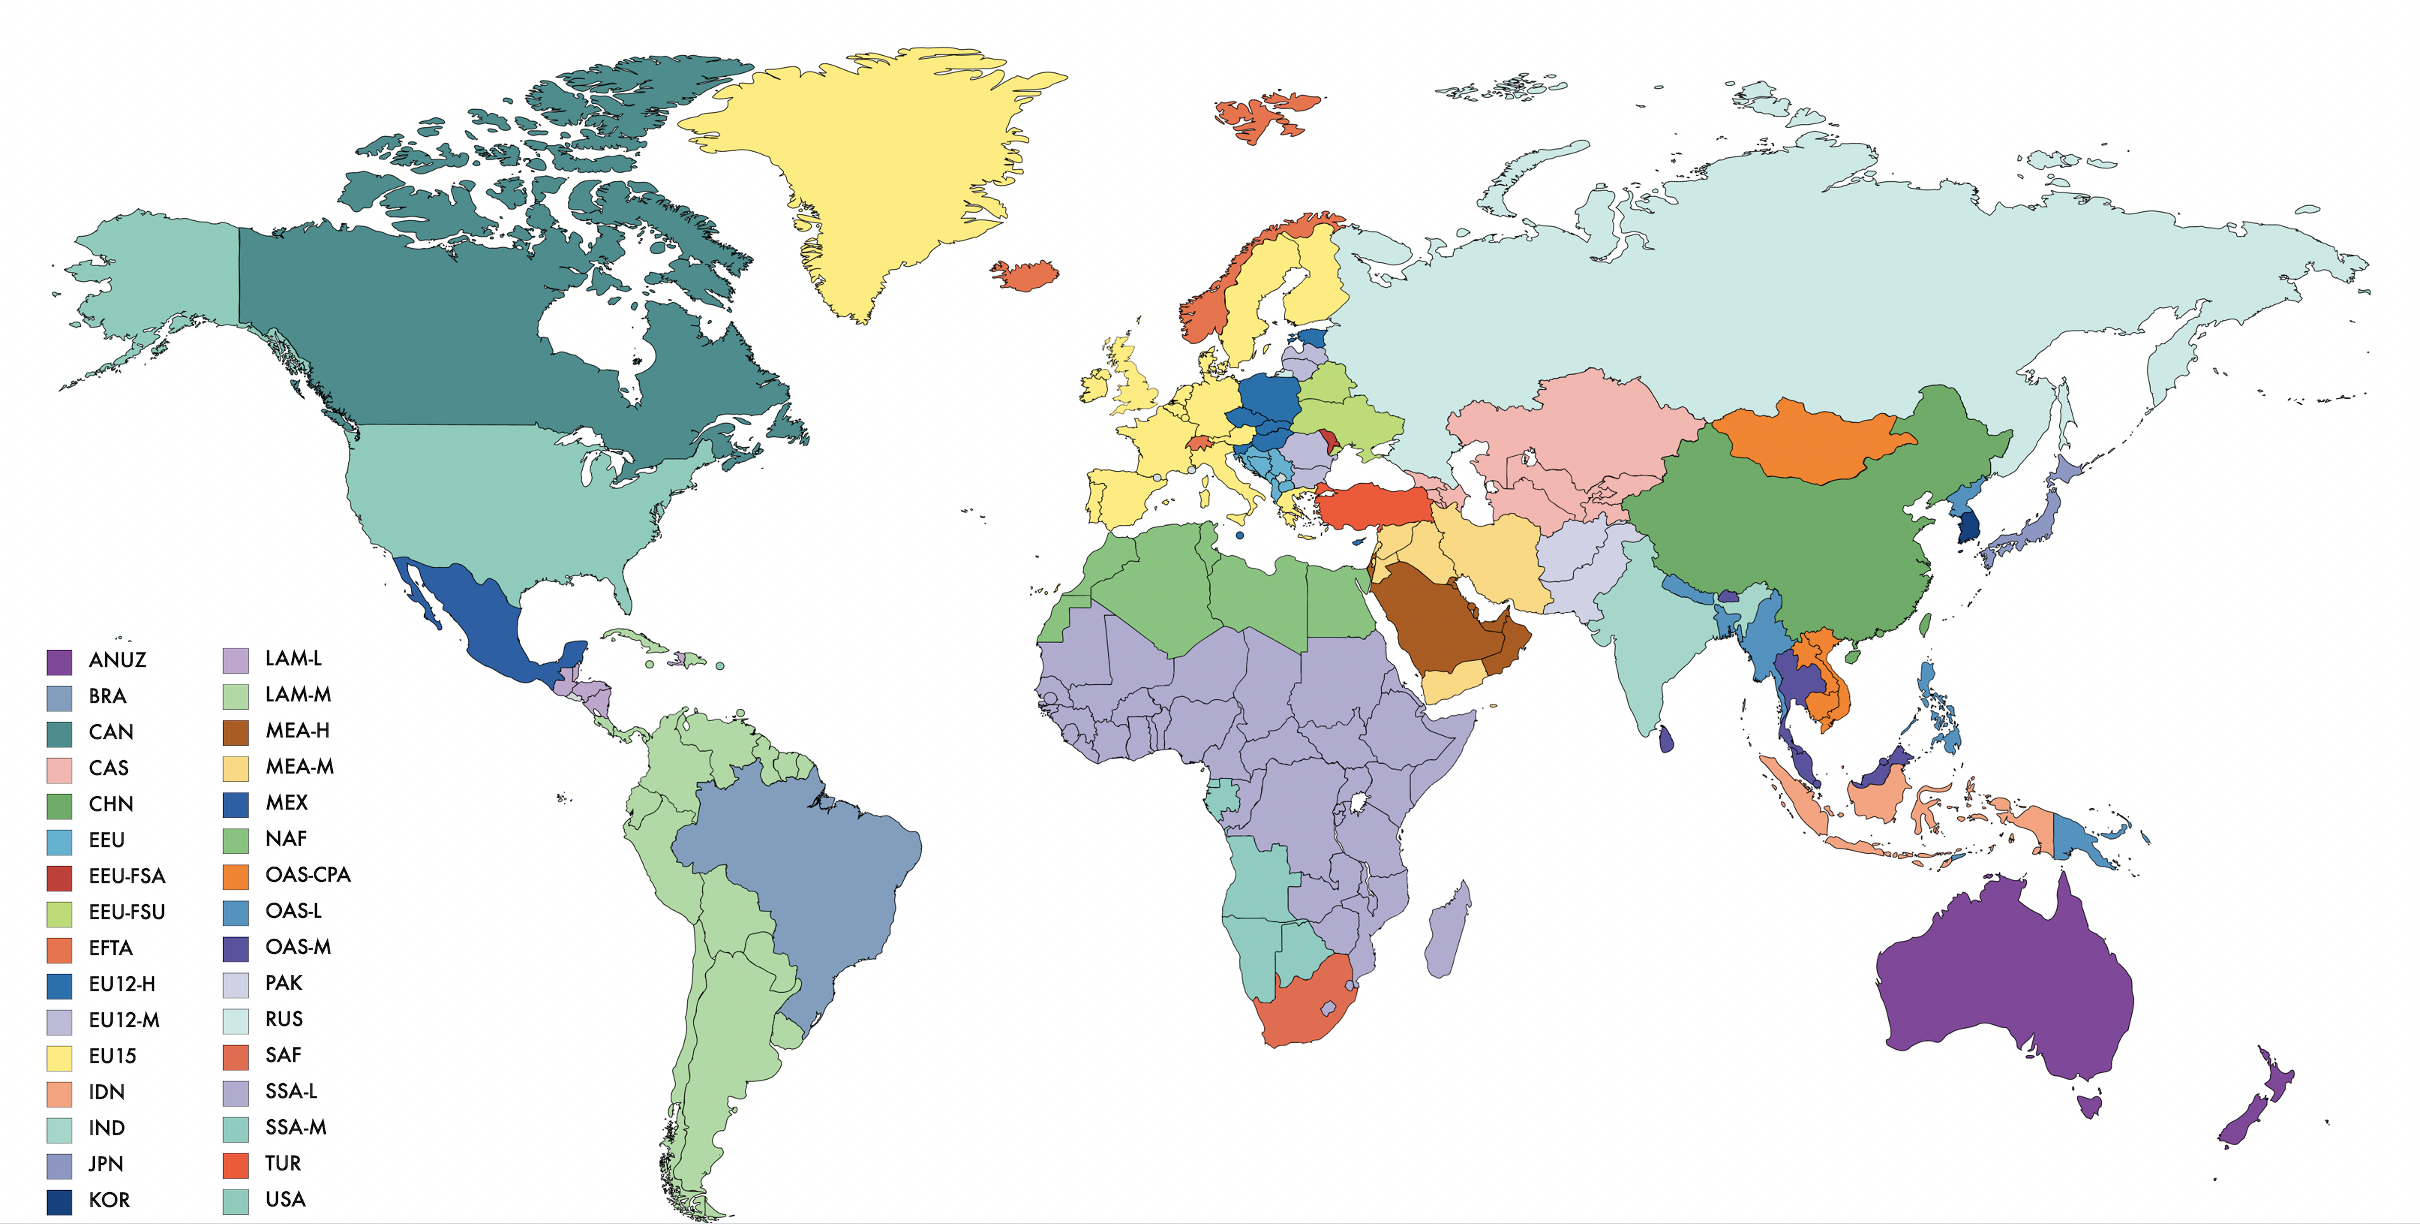 ANUZ
BRA
CAN
CAS
CHN
EEU
EEU-FSA
EEU-FSU
EFTA
EU12-H
EU12-M
EU15
IDN
IND
JPN
KOR
LAM-L
LAM-M
MEA-H
MEA-M
MEX
NAF
OAS-CPA
OAS-L
OAS-M
PAK
RUS
SAF
SSA-L
SSA-M
TUR
USA